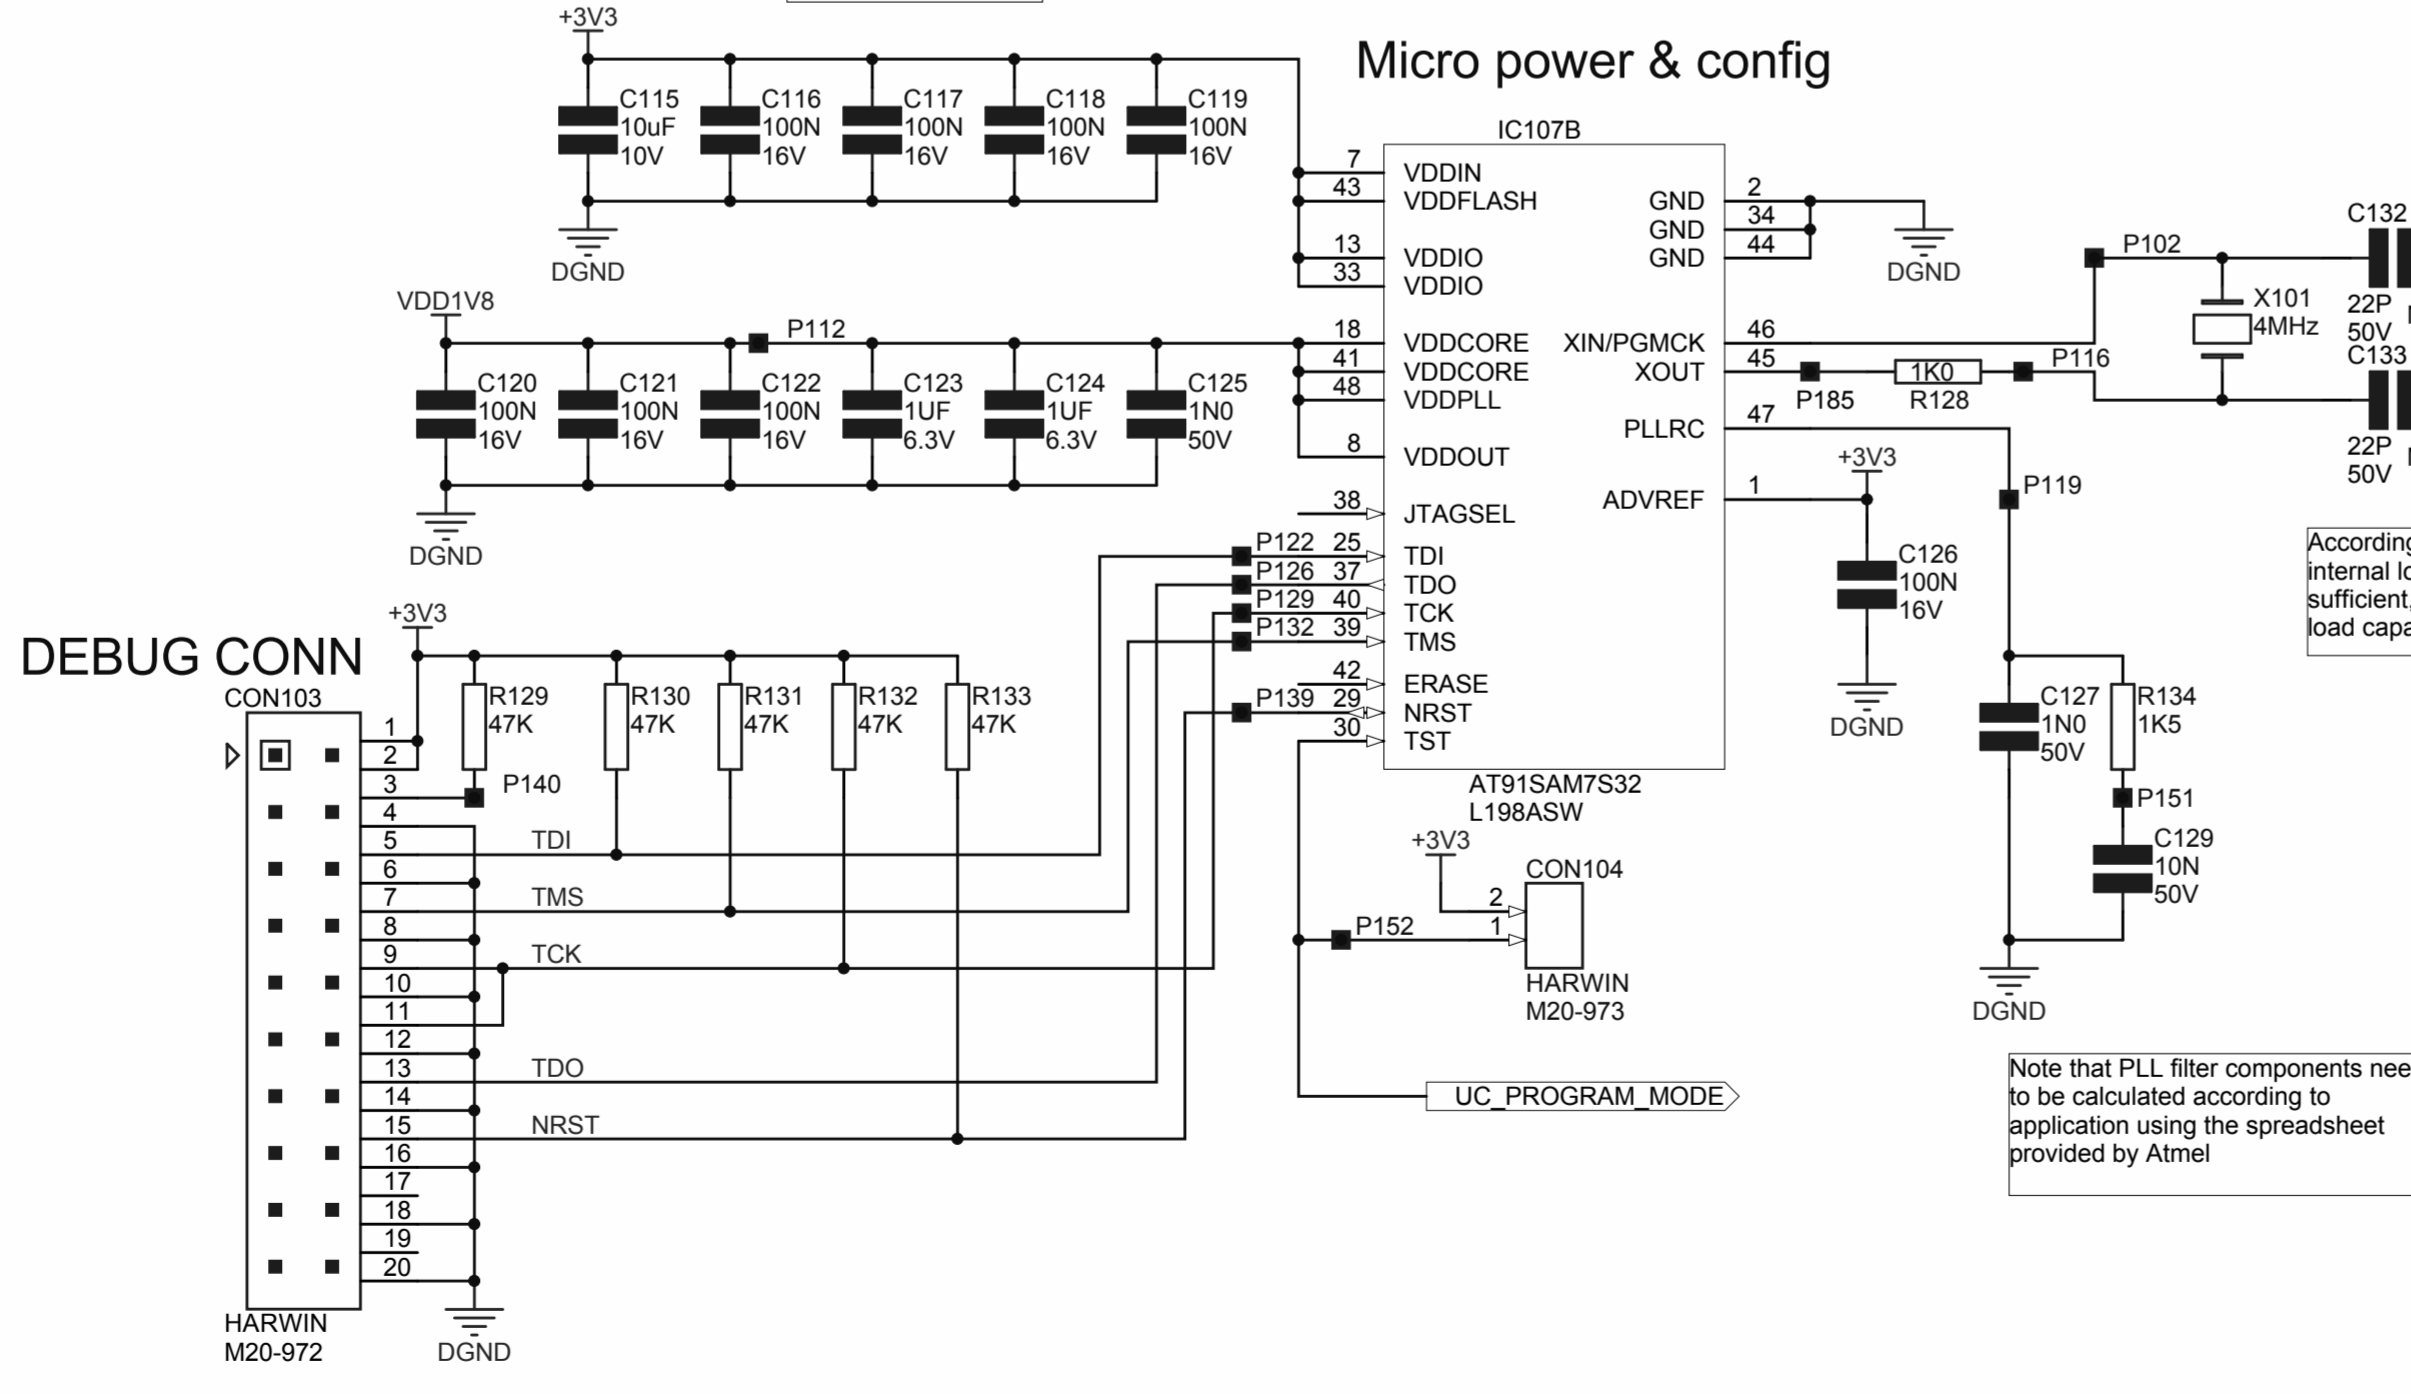 +3V3
Micro power & config
C115
10uF
10V
C116
100N
16V
C117
100N
16V
C118
100N
16V
C119
100N
16V
DGND
VDD1V8
P112
C120
100N
16V
C121
100N
16V
C122
100N
16V
C123
1UF
6.3V
C124
1UF
6.3V
C125
1N0
50V
DGND
IC107B
7 VDDIN
43 VDDFLASH
13 VDDIO
33 VDDIO
18 VDDCORE
41 VDDCORE
48 VDDPLL
8 VDDOUT
38 JTAGSEL
P122 25 TDI
P126 37 TDO
P129 40 TCK
P132 39 TMS
42 ERASE
P139 29 NRST
30 TST
GND 2
GND 34
GND 44
XIN/PGMCK 46
XOUT 45
PLLRC 47
ADVREF 1
AT91SAM7S32
L198ASW
DGND
P102
X101
4MHz
C132
22P
50V
C133
22P
50V
P185
1K0
R128
P116
+3V3
P119
C126
100N
16V
DGND
C127
1N0
50V
R134
1K5
P151
C129
10N
50V
DGND
internal
sufficient,
load
Note that PLL filter components
to be calculated according to
application using the spreadsheet
provided by Atmel
+3V3
CON104
2
1
P152
HARWIN
M20-973
UC_PROGRAM_MODE
DEBUG CONN
CON103
+3V3
R129
47K
R130
47K
R131
47K
R132
47K
R133
47K
P140
1
2
3
4
5 TDI
6
7 TMS
8
9 TCK
10
11
12
13 TDO
14
15 NRST
16
17
18
19
20
HARWIN
M20-972
DGND